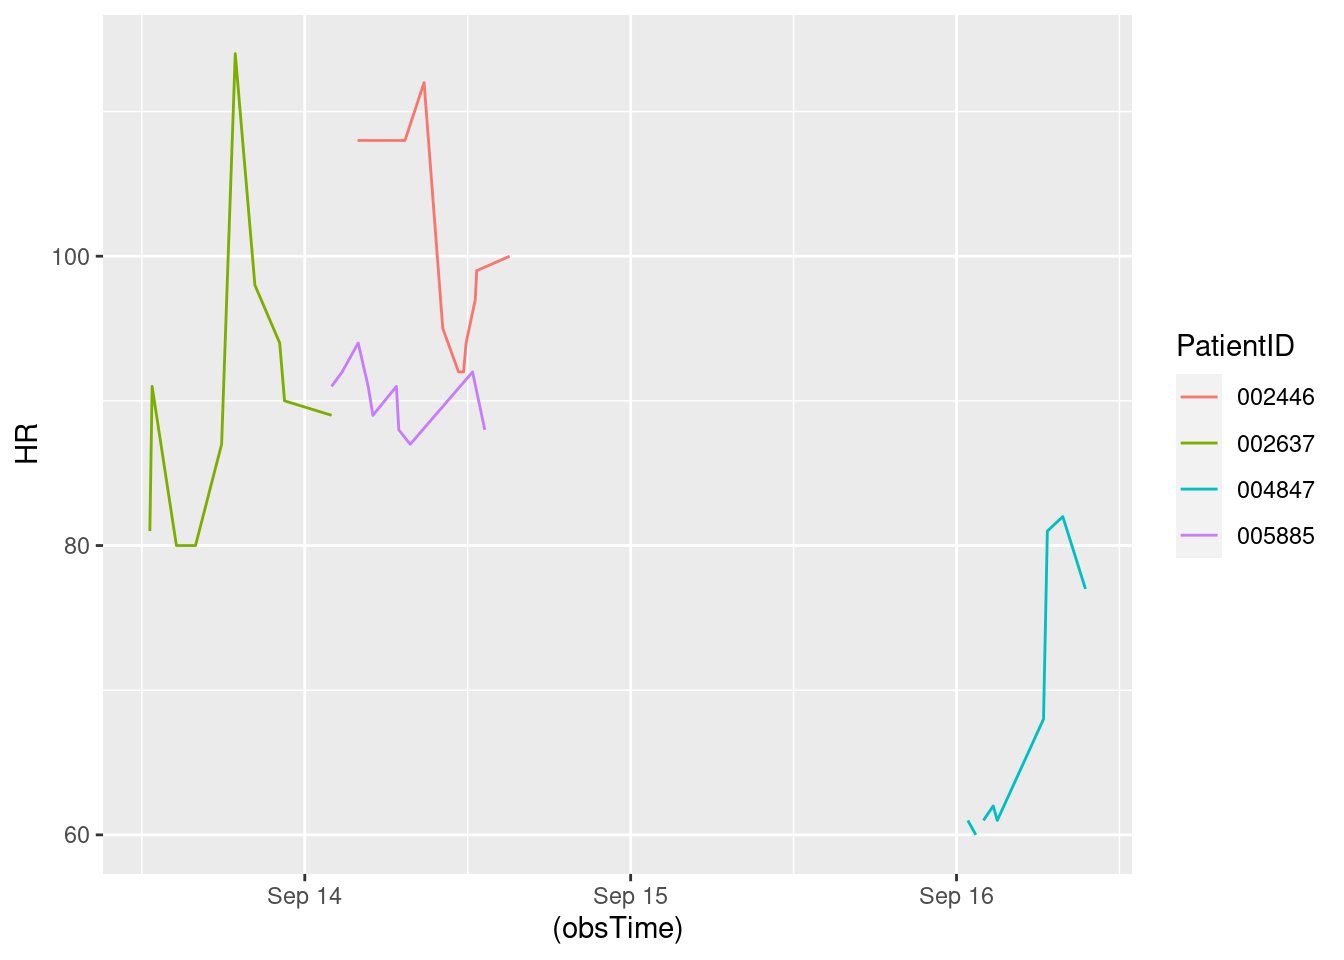 HR
100
80
60
Sep 14
Sep 15
Sep 16
(obsTime)
PatientID
002446
002637
004847
005885